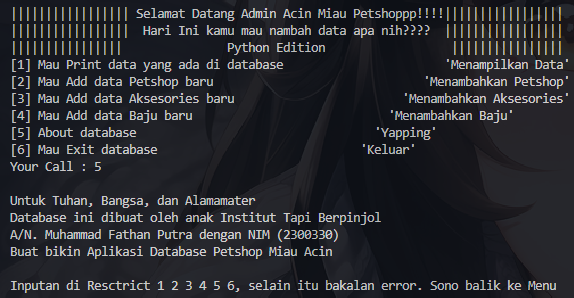 ||||||||||||||||| Selamat Datang Admin Acin Miau Petshoppp!!!!|||||||||||||||||
||||||||||||||||| Hari Ini kamu mau nambah data apa nih???? |||||||||||||||||
|||||||||||||||| Python Edition ||||||||||||||||
[1] Mau Print data yang ada di database 'Menampilkan Data'
[2] Mau Add data Petshop baru 'Menambahkan Petshop'
[3] Mau Add data Aksesories baru 'Menambahkan Aksesories'
[4] Mau Add data Baju baru 'Menambahkan Baju'
[5] About database 'Yapping'
[6] Mau Exit database 'Keluar'
Your Call : 5
Untuk Tuhan, Bangsa, dan Alamamater
Database ini dibuat oleh anak Institut Tapi Berpinjol
A/N. Muhammad Fathan Putra dengan NIM (2300330)
Buat bikin Aplikasi Database Petshop Miau Acin
Inputan di Resctrict 1 2 3 4 5 6, selain itu bakalan error. Sono balik ke Menu